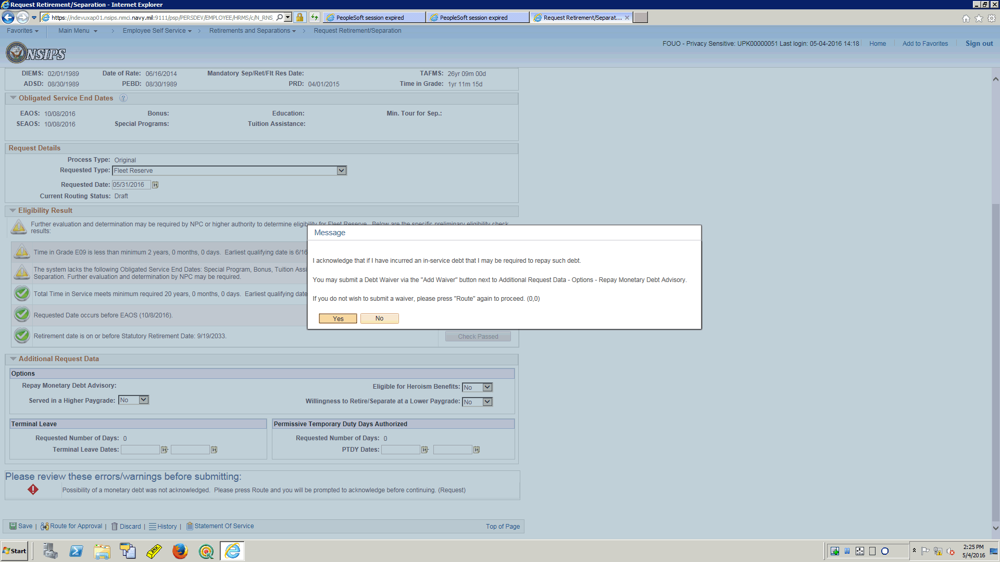 Request Retirement/Separation - Internet Explorer
https://ndevuxap01.nsips.nmci.navy.mil:9111/psp/PERSDEV/EMPLOYEE/HRMS/c/N_RNS_
PeopleSoft session expired
PeopleSoft session expired
Request Retirement/Separat...
Favorites
Main Menu
Employee Self Service
Retirements and Separations
Request Retirement/Separation
NSIPS
FOUO - Privacy Sensitive: UPK00000051 Last login: 05-04-2016 14:18
Home
Add to Favorites
Sign out
DIEMS: 02/01/1989 Date of Rate: 06/16/2014 Mandatory Sep/Ret/Flt Res Date: TAFMS: 26yr 09m 00d
ADSD: 08/30/1989 PEBD: 08/30/1989 PRD: 04/01/2015 Time in Grade: 1yr 11m 15d
Obligated Service End Dates ?
EAOS: 10/08/2016 Bonus: Education: Min. Tour for Sep.:
SEAOS: 10/08/2016 Special Programs: Tuition Assistance:
Request Details
Process Type: Original
Requested Type: Fleet Reserve
Requested Date: 05/31/2016 31
Current Routing Status: Draft
Eligibility Result
Further evaluation and determination may be required by NPC or higher authority to determine eligibility for Fleet Reserve. Below are the specific preliminary eligibility check
results:
Time in Grade E09 is less than minimum 2 years, 0 months, 0 days. Earliest qualifying date is 6/16
The system lacks the following Obligated Service End Dates: Special Program, Bonus, Tuition Assi
Separation. Further evaluation and determination by NPC may be required.
Total Time in Service meets minimum required 20 years, 0 months, 0 days. Earliest qualifying date
Requested Date occurs before EAOS (10/8/2016).
Retirement date is on or before Statutory Retirement Date: 9/19/2033.
Check Passed
Message
I acknowledge that if I have incurred an in-service debt that I may be required to repay such debt.
You may submit a Debt Waiver via the "Add Waiver" button next to Additional Request Data - Options - Repay Monetary Debt Advisory.
If you do not wish to submit a waiver, please press "Route" again to proceed. (0,0)
Yes No
Additional Request Data
Options
Repay Monetary Debt Advisory:
Eligible for Heroism Benefits: No
Served in a Higher Paygrade: No
Willingness to Retire/Separate at a Lower Paygrade: No
Terminal Leave
Requested Number of Days: 0
Terminal Leave Dates: 31 - 31
Permissive Temporary Duty Days Authorized
Requested Number of Days: 0
PTDY Dates: 31 - 31
Please review these errors/warnings before submitting:
Possibility of a monetary debt was not acknowledged. Please press Route and you will be prompted to acknowledge before continuing. (Request)
Save | Route for Approval | Discard | History | Statement Of Service
Top of Page
Start
24K
2:25 PM
5/4/2016